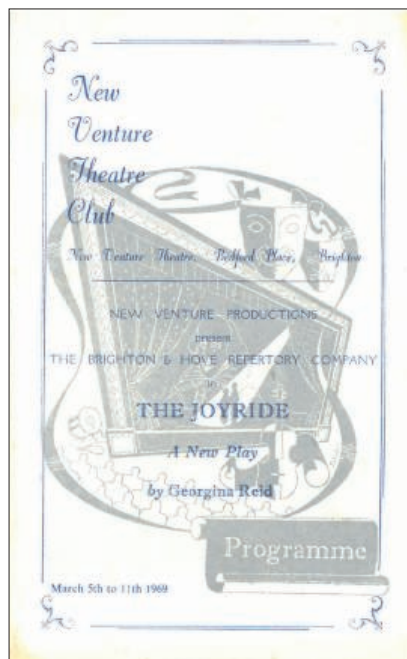 New
Venture
Theatre
Club
New Venture Theatre, Bedford Place, Brighton
NEW VENTURE PRODUCTIONS
present
THE BRIGHTON & HOVE REPERTORY COMPANY
in
THE JOYRIDE
A New Play
by Georgina Reid
Programme
March 5th to 11th 1969